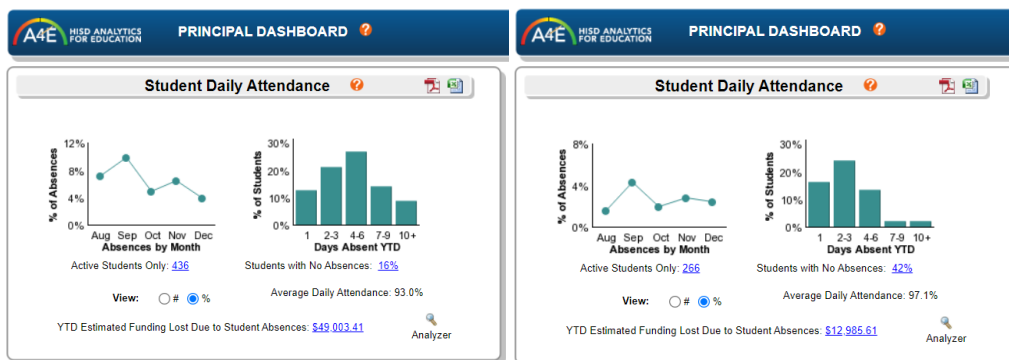 A4E HISD ANALYTICS FOR EDUCATION PRINCIPAL DASHBOARD ?
Student Daily Attendance ?
% of Absences
12%
8%
4%
0%
Aug Sep Oct Nov Dec
Absences by Month
% of Students
30%
20%
10%
0%
1 2-3 4-6 7-9 10+
Days Absent YTD
Active Students Only: 436
Students with No Absences: 16%
View: # %
Average Daily Attendance: 93.0%
YTD Estimated Funding Lost Due to Student Absences: $49,003.41
Analyzer
A4E HISD ANALYTICS FOR EDUCATION PRINCIPAL DASHBOARD ?
Student Daily Attendance ?
% of Absences
8%
4%
0%
Aug Sep Oct Nov Dec
Absences by Month
% of Students
30%
20%
10%
0%
1 2-3 4-6 7-9 10+
Days Absent YTD
Active Students Only: 266
Students with No Absences: 42%
View: # %
Average Daily Attendance: 97.1%
YTD Estimated Funding Lost Due to Student Absences: $12,985.61
Analyzer